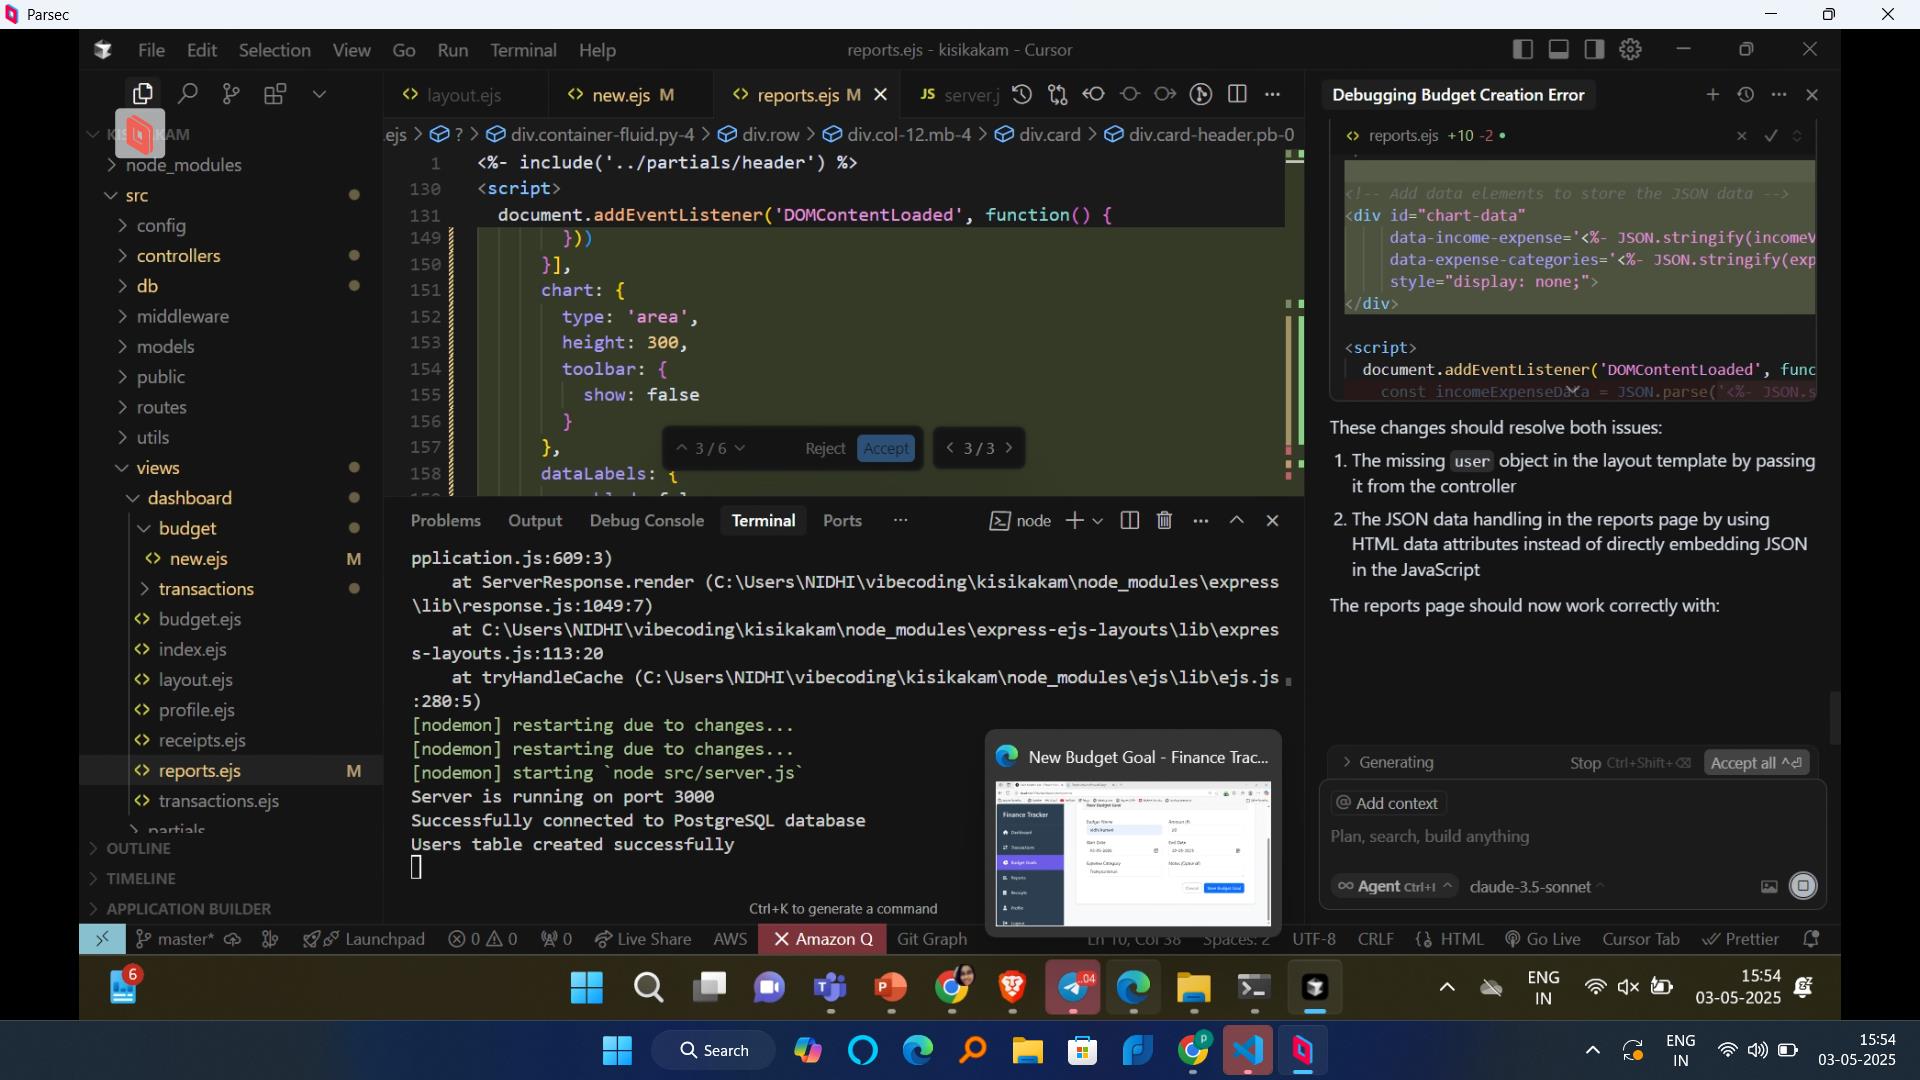 Parsec
File Edit Selection View Go Run Terminal Help
reports.ejs - kisikakam - Cursor
layout.ejs
new.ejs M
reports.ejs M
JS server.j
Debugging Budget Creation Error
.ejs > ? > div.container-fluid.py-4 > div.row > div.col-12.mb-4 > div.card > div.card-header.pb-0
node_modules
src
config
controllers
db
middleware
models
public
routes
utils
views
dashboard
budget
new.ejs M
transactions
budget.ejs
index.ejs
layout.ejs
profile.ejs
receipts.ejs
reports.ejs M
transactions.ejs
partials
OUTLINE
TIMELINE
APPLICATION BUILDER
1 <%- include('../partials/header') %>
130 <script>
131 document.addEventListener('DOMContentLoaded', function() {
149 }))
150 }],
151 chart: {
152 type: 'area',
153 height: 300,
154 toolbar: {
155 show: false
156 }
157 },
158 dataLabels: {
3 / 6 Reject Accept
3 / 3
Problems Output Debug Console Terminal Ports ···
node
pplication.js:609:3)
at ServerResponse.render (C:\Users\NIDHI\vibecoding\kisikakam\node_modules\express
\lib\response.js:1049:7)
at C:\Users\NIDHI\vibecoding\kisikakam\node_modules\express-ejs-layouts\lib\expres
s-layouts.js:113:20
at tryHandleCache (C:\Users\NIDHI\vibecoding\kisikakam\node_modules\ejs\lib\ejs.js
:280:5)
[nodemon] restarting due to changes...
[nodemon] restarting due to changes...
[nodemon] starting `node src/server.js`
Server is running on port 3000
Successfully connected to PostgreSQL database
Users table created successfully
Ctrl+K to generate a command
New Budget Goal - Finance Trac...
Finance Tracker
Dashboard
Transactions
Budget Goals
Reports
Receipts
Profile
reports.ejs +10 -2
<!-- Add data elements to store the JSON data -->
<div id="chart-data"
data-income-expense='<%- JSON.stringify(incomeV
data-expense-categories='<%- JSON.stringify(exp
style="display: none;">
</div>
<script>
document.addEventListener('DOMContentLoaded', func
const incomeExpenseData = JSON.parse('<%- JSON.s
These changes should resolve both issues:
1. The missing user object in the layout template by passing
it from the controller
2. The JSON data handling in the reports page by using
HTML data attributes instead of directly embedding JSON
in the JavaScript
The reports page should now work correctly with:
Generating Stop Ctrl+Shift+⌫ Accept all ^⏎
@ Add context
Plan, search, build anything
∞ Agent Ctrl+I claude-3.5-sonnet
master* Launchpad 0 0 0 Live Share AWS Amazon Q Git Graph
Ln 10, Col 38 Spaces: 2 UTF-8 CRLF {} HTML Go Live Cursor Tab Prettier
6
04
ENG
IN
15:54
03-05-2025
Search
ENG
IN
15:54
03-05-2025